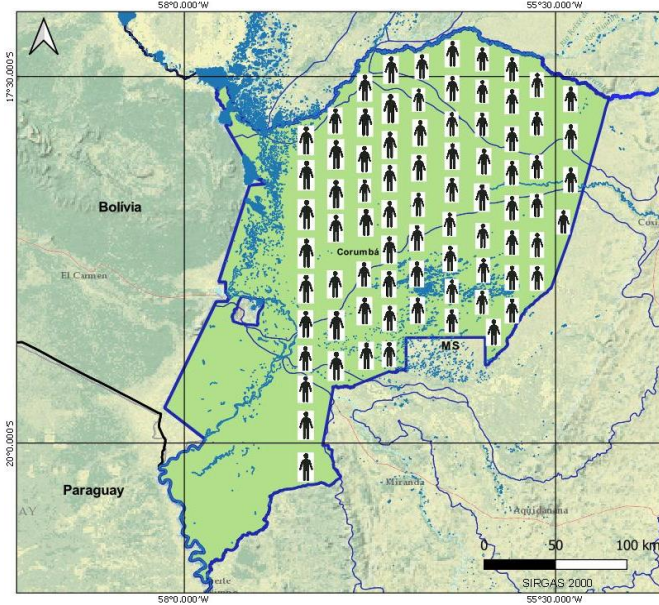 58°0.000'W 55°30.000'W
17°30.000'S
Bolívia
El Carmen
Corumbá
MS
20°0.000'S
Paraguay
Miranda
Aquidauana
0 50 100 km
SIRGAS 2000
58°0.000'W 55°30.000'W